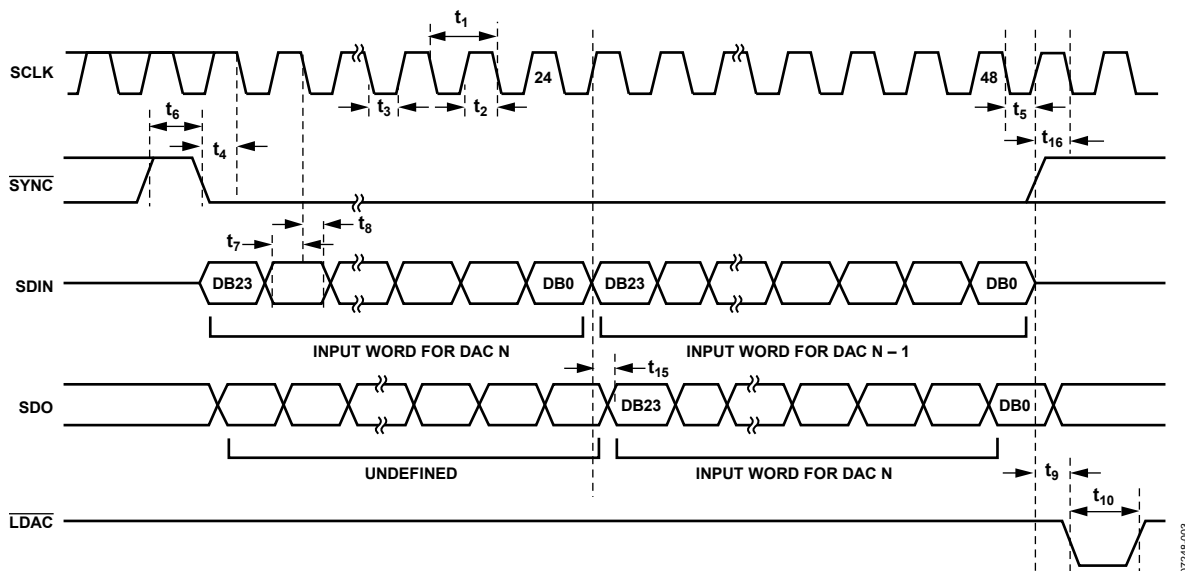 t1
SCLK
24
48
t3
t2
t5
t6
t4
t16
SYNC
t8
t7
SDIN
DB23
DB0
DB23
DB0
INPUT WORD FOR DAC N
INPUT WORD FOR DAC N – 1
t15
SDO
DB23
DB0
UNDEFINED
INPUT WORD FOR DAC N
t9
t10
LDAC
07248-003